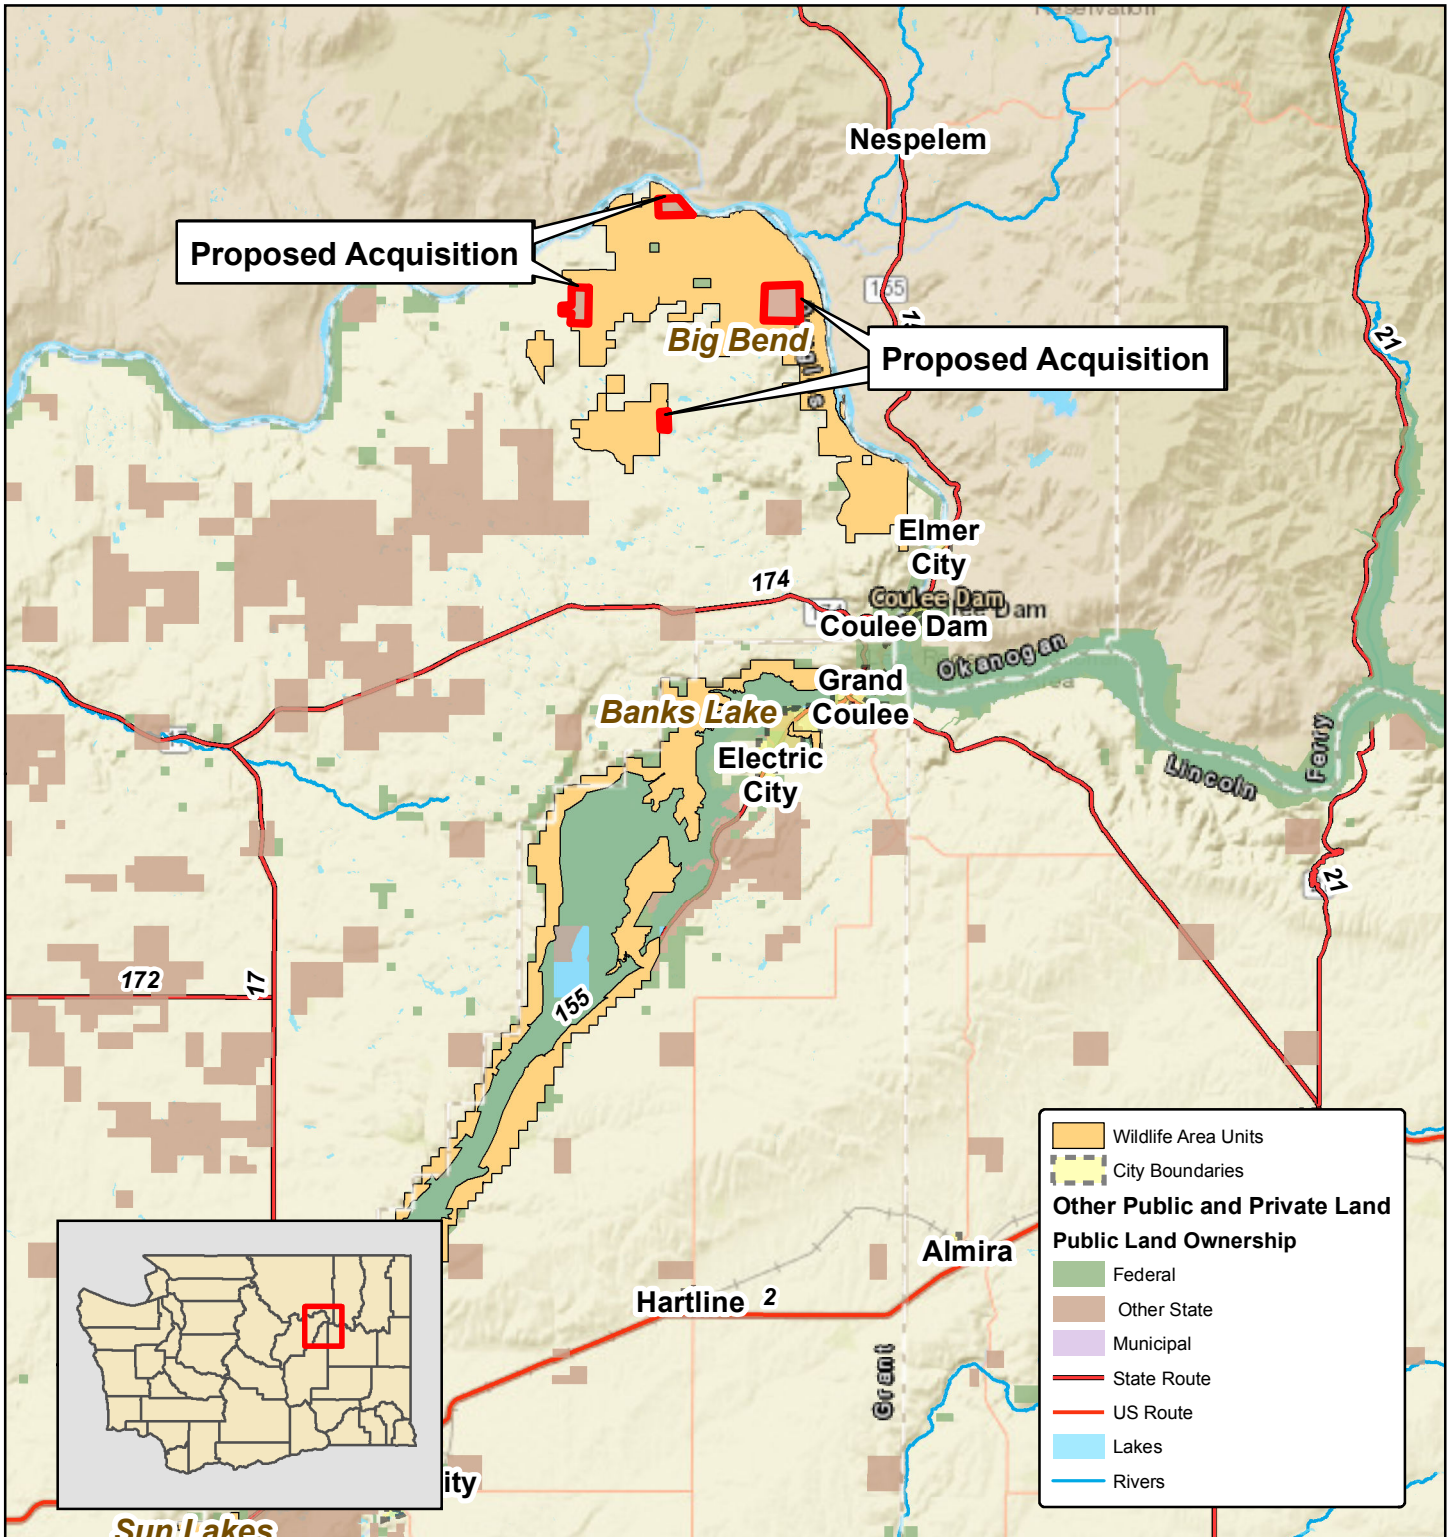 Reservation
Nespelem
Proposed Acquisition
155
Big Bend
Proposed Acquisition
21
Elmer
City
174
Coulee Dam
Coulee Dam
Okanogan
Grand
Coulee
Banks Lake
Electric
City
Lincoln
Ferry
21
172
17
155
Wildlife Area Units
City Boundaries
Other Public and Private Land
Public Land Ownership
Federal
Other State
Municipal
State Route
US Route
Lakes
Rivers
Almira
Hartline
2
Grant
ity
Sun Lakes